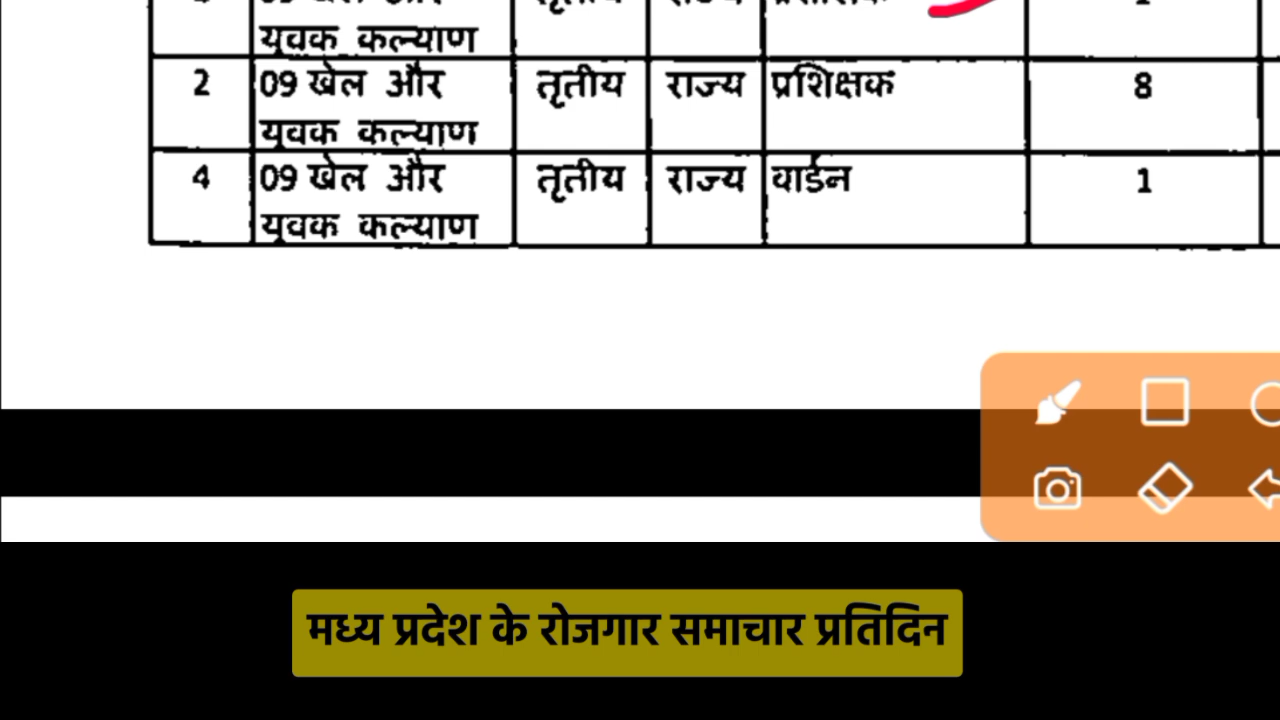 2 09 खेल और तृतीय राज्य प्रशिक्षक 8
युवक कल्याण
युवक कल्याण
4 09 खेल और तृतीय राज्य वार्डन 1
युवक कल्याण
मध्य प्रदेश के रोजगार समाचार प्रतिदिन